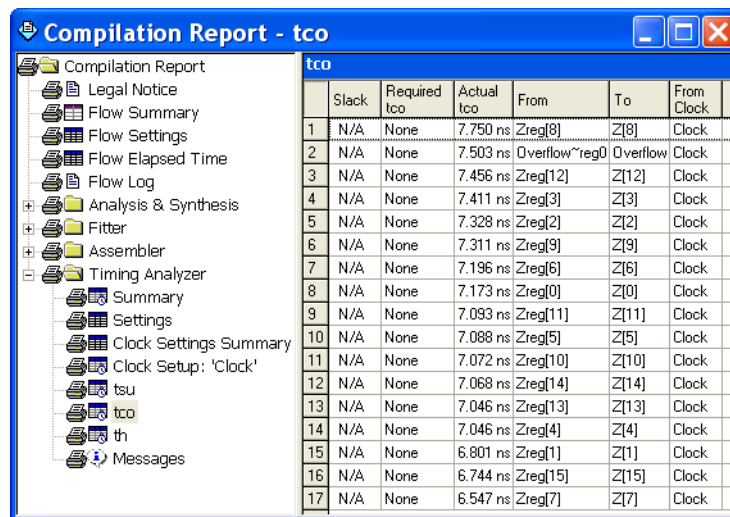 Compilation Report - tco
Compilation Report
Legal Notice
Flow Summary
Flow Settings
Flow Elapsed Time
Flow Log
Analysis & Synthesis
Fitter
Assembler
Timing Analyzer
Summary
Settings
Clock Settings Summary
Clock Setup: 'Clock'
tsu
tco
th
Messages
tco
Slack Required tco Actual tco From To From Clock
1 N/A None 7.750 ns Zreg[8] Z[8] Clock
2 N/A None 7.503 ns Overflow~reg0 Overflow Clock
3 N/A None 7.456 ns Zreg[12] Z[12] Clock
4 N/A None 7.411 ns Zreg[3] Z[3] Clock
5 N/A None 7.328 ns Zreg[2] Z[2] Clock
6 N/A None 7.311 ns Zreg[9] Z[9] Clock
7 N/A None 7.196 ns Zreg[6] Z[6] Clock
8 N/A None 7.173 ns Zreg[0] Z[0] Clock
9 N/A None 7.093 ns Zreg[11] Z[11] Clock
10 N/A None 7.088 ns Zreg[5] Z[5] Clock
11 N/A None 7.072 ns Zreg[10] Z[10] Clock
12 N/A None 7.068 ns Zreg[14] Z[14] Clock
13 N/A None 7.046 ns Zreg[13] Z[13] Clock
14 N/A None 7.046 ns Zreg[4] Z[4] Clock
15 N/A None 6.801 ns Zreg[1] Z[1] Clock
16 N/A None 6.744 ns Zreg[15] Z[15] Clock
17 N/A None 6.547 ns Zreg[7] Z[7] Clock